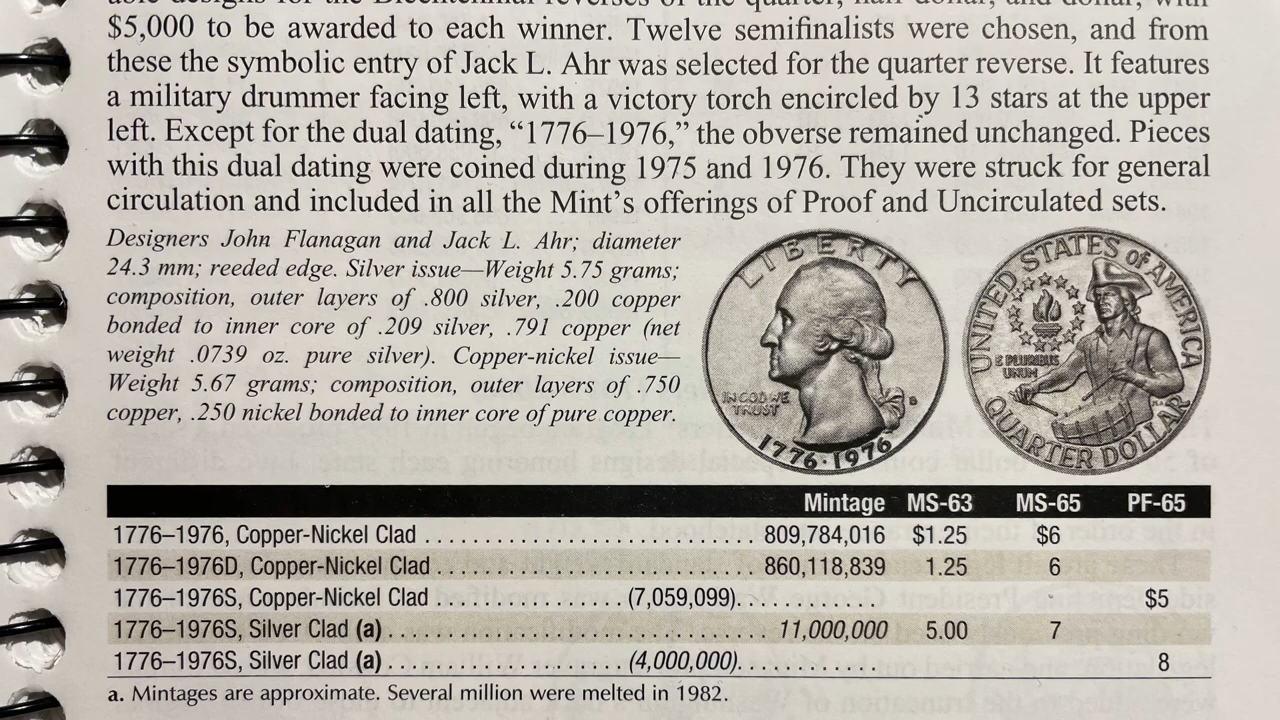 $5,000 to be awarded to each winner. Twelve semifinalists were chosen, and from
these the symbolic entry of Jack L. Ahr was selected for the quarter reverse. It features
a military drummer facing left, with a victory torch encircled by 13 stars at the upper
left. Except for the dual dating, “1776–1976,” the obverse remained unchanged. Pieces
with this dual dating were coined during 1975 and 1976. They were struck for general
circulation and included in all the Mint’s offerings of Proof and Uncirculated sets.
Designers John Flanagan and Jack L. Ahr; diameter
24.3 mm; reeded edge. Silver issue—Weight 5.75 grams;
composition, outer layers of .800 silver, .200 copper
bonded to inner core of .209 silver, .791 copper (net
weight .0739 oz. pure silver). Copper-nickel issue—
Weight 5.67 grams; composition, outer layers of .750
copper, .250 nickel bonded to inner core of pure copper.
LIBERTY
IN GOD WE
TRUST
1776·1976
UNITED STATES OF AMERICA
E PLURIBUS
UNUM
QUARTER DOLLAR
Mintage MS-63 MS-65 PF-65
1776–1976, Copper-Nickel Clad . . . . . . . . . . . . . . . . . . . . . . . . . . . . 809,784,016 $1.25 $6
1776–1976D, Copper-Nickel Clad . . . . . . . . . . . . . . . . . . . . . . . . . . 860,118,839 1.25 6
1776–1976S, Copper-Nickel Clad . . . . . . . . . . . . . . . . (7,059,099). . . . . . . . . . . . $5
1776–1976S, Silver Clad (a) . . . . . . . . . . . . . . . . . . . . . . . . . . . . . . . 11,000,000 5.00 7
1776–1976S, Silver Clad (a) . . . . . . . . . . . . . . . . . . . (4,000,000). . . . . . . . . . . . 8
a. Mintages are approximate. Several million were melted in 1982.